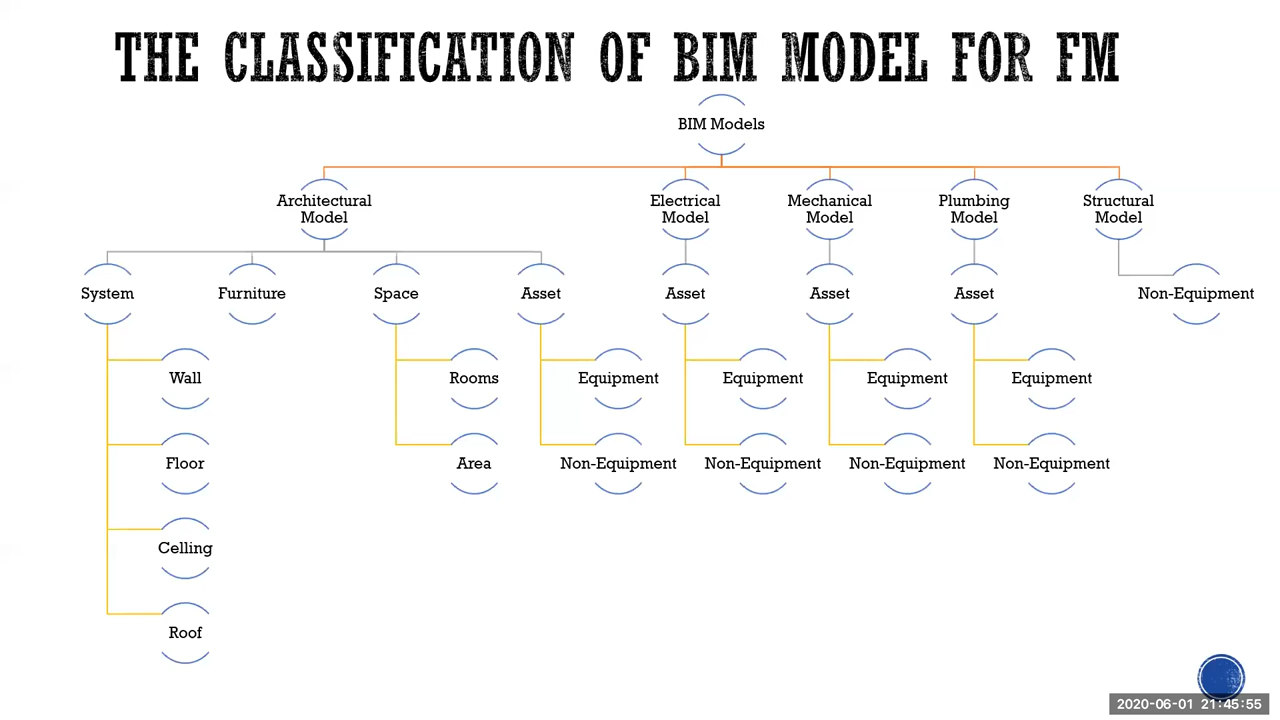 THE CLASSIFICATION OF BIM MODEL FOR FM
BIM Models
Architectural
Model
Electrical
Model
Mechanical
Model
Plumbing
Model
Structural
Model
System
Furniture
Space
Asset
Asset
Asset
Asset
Non-Equipment
Wall
Rooms
Equipment
Equipment
Equipment
Equipment
Floor
Area
Non-Equipment
Non-Equipment
Non-Equipment
Non-Equipment
Celling
Roof
2020-06-01 21:45:55